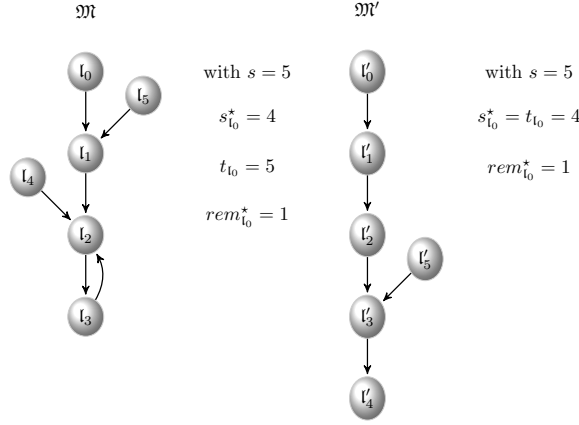 𝔐
𝔩₀
𝔩₅
𝔩₁
𝔩₄
𝔩₂
𝔩₃
with s = 5
s⋆𝔩₀ = 4
t𝔩₀ = 5
rem⋆𝔩₀ = 1
𝔐′
𝔩′₀
𝔩′₁
𝔩′₂
𝔩′₅
𝔩′₃
𝔩′₄
with s = 5
s⋆𝔩₀ = t𝔩₀ = 4
rem⋆𝔩₀ = 1